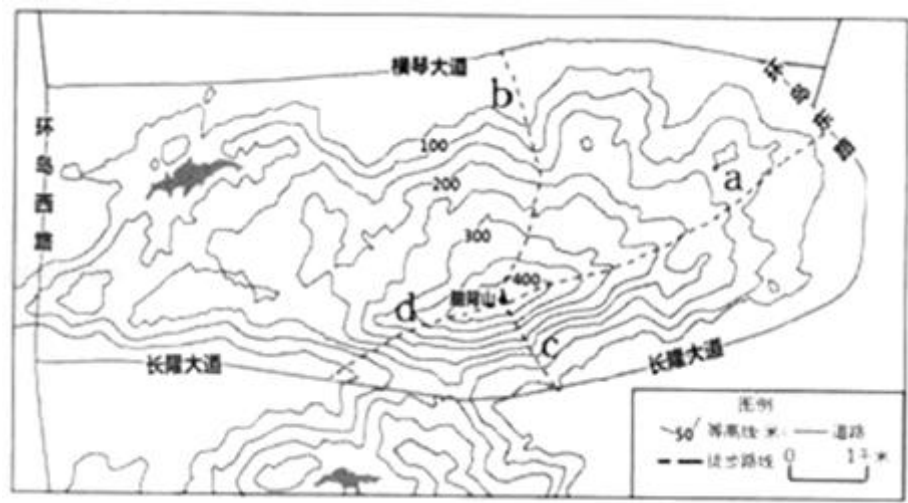 横琴大道
环岛东路
环岛西路
b
100
a
200
300
400
脑背山
d
c
长隆大道
长隆大道
图例
50 等高线 米 道路
徒步路线 0 1千米